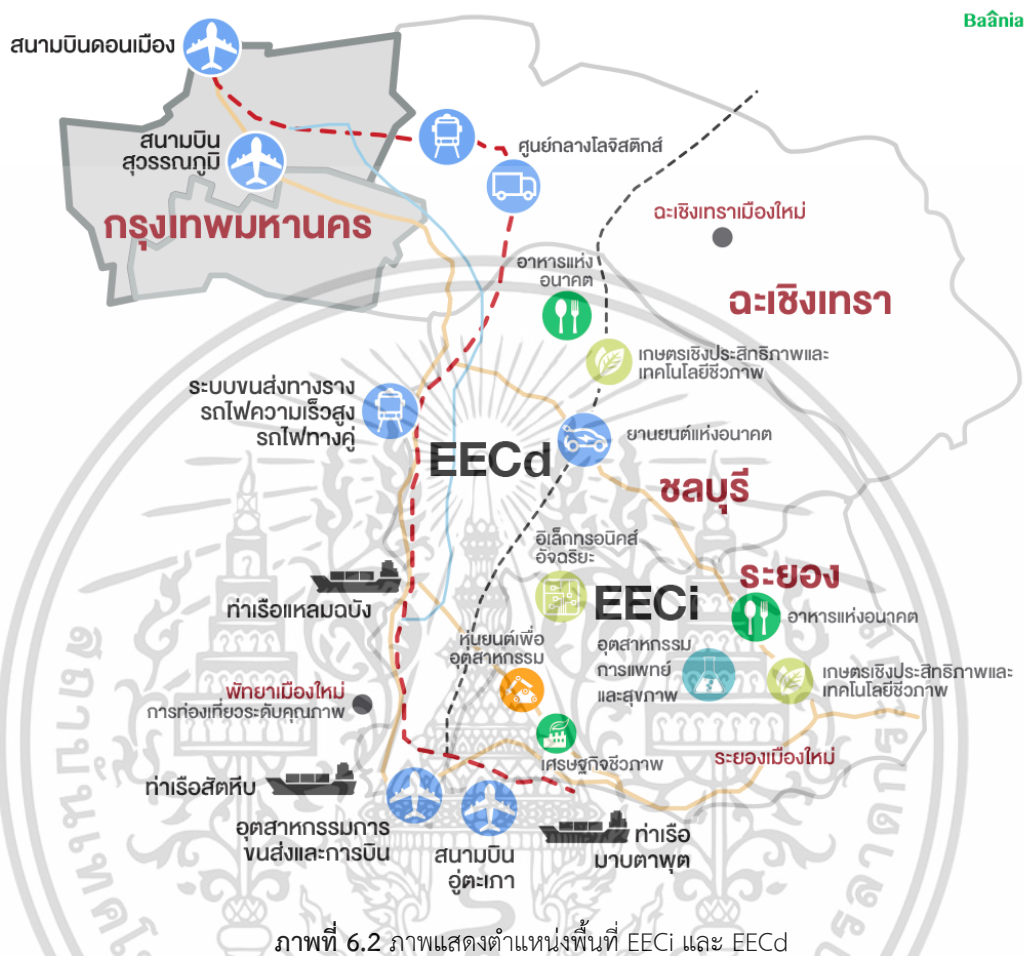 Baânia
สนามบินดอนเมือง
สนามบิน
สุวรรณภูมิ
กรุงเทพมหานคร
ศูนย์กลางโลจิสติกส์
ฉะเชิงเทราเมืองใหม่
อาหารแห่ง
อนาคต
ฉะเชิงเทรา
เกษตรเชิงประสิทธิภาพและ
เทคโนโลยีชีวภาพ
ระบบขนส่งทางราง
รถไฟความเร็วสูง
รถไฟทางคู่
EECd
ยานยนต์แห่งอนาคต
ชลบุรี
อิเล็กทรอนิคส์
อัจฉริยะ
ระยอง
ท่าเรือแหลมฉบัง
EECi
อาหารแห่งอนาคต
หุ่นยนต์เพื่อ
อุตสาหกรรม
อุตสาหกรรม
การแพทย์
และสุขภาพ
เกษตรเชิงประสิทธิภาพและ
เทคโนโลยีชีวภาพ
พัทยาเมืองใหม่
การท่องเที่ยวระดับคุณภาพ
เศรษฐกิจชีวภาพ
ระยองเมืองใหม่
ท่าเรือสัตหีบ
อุตสาหกรรมการ
ขนส่งและการบิน
สนามบิน
อู่ตะเภา
ท่าเรือ
มาบตาพุต
ภาพที่ 6.2 ภาพแสดงตำแหน่งพื้นที่ EECi และ EECd